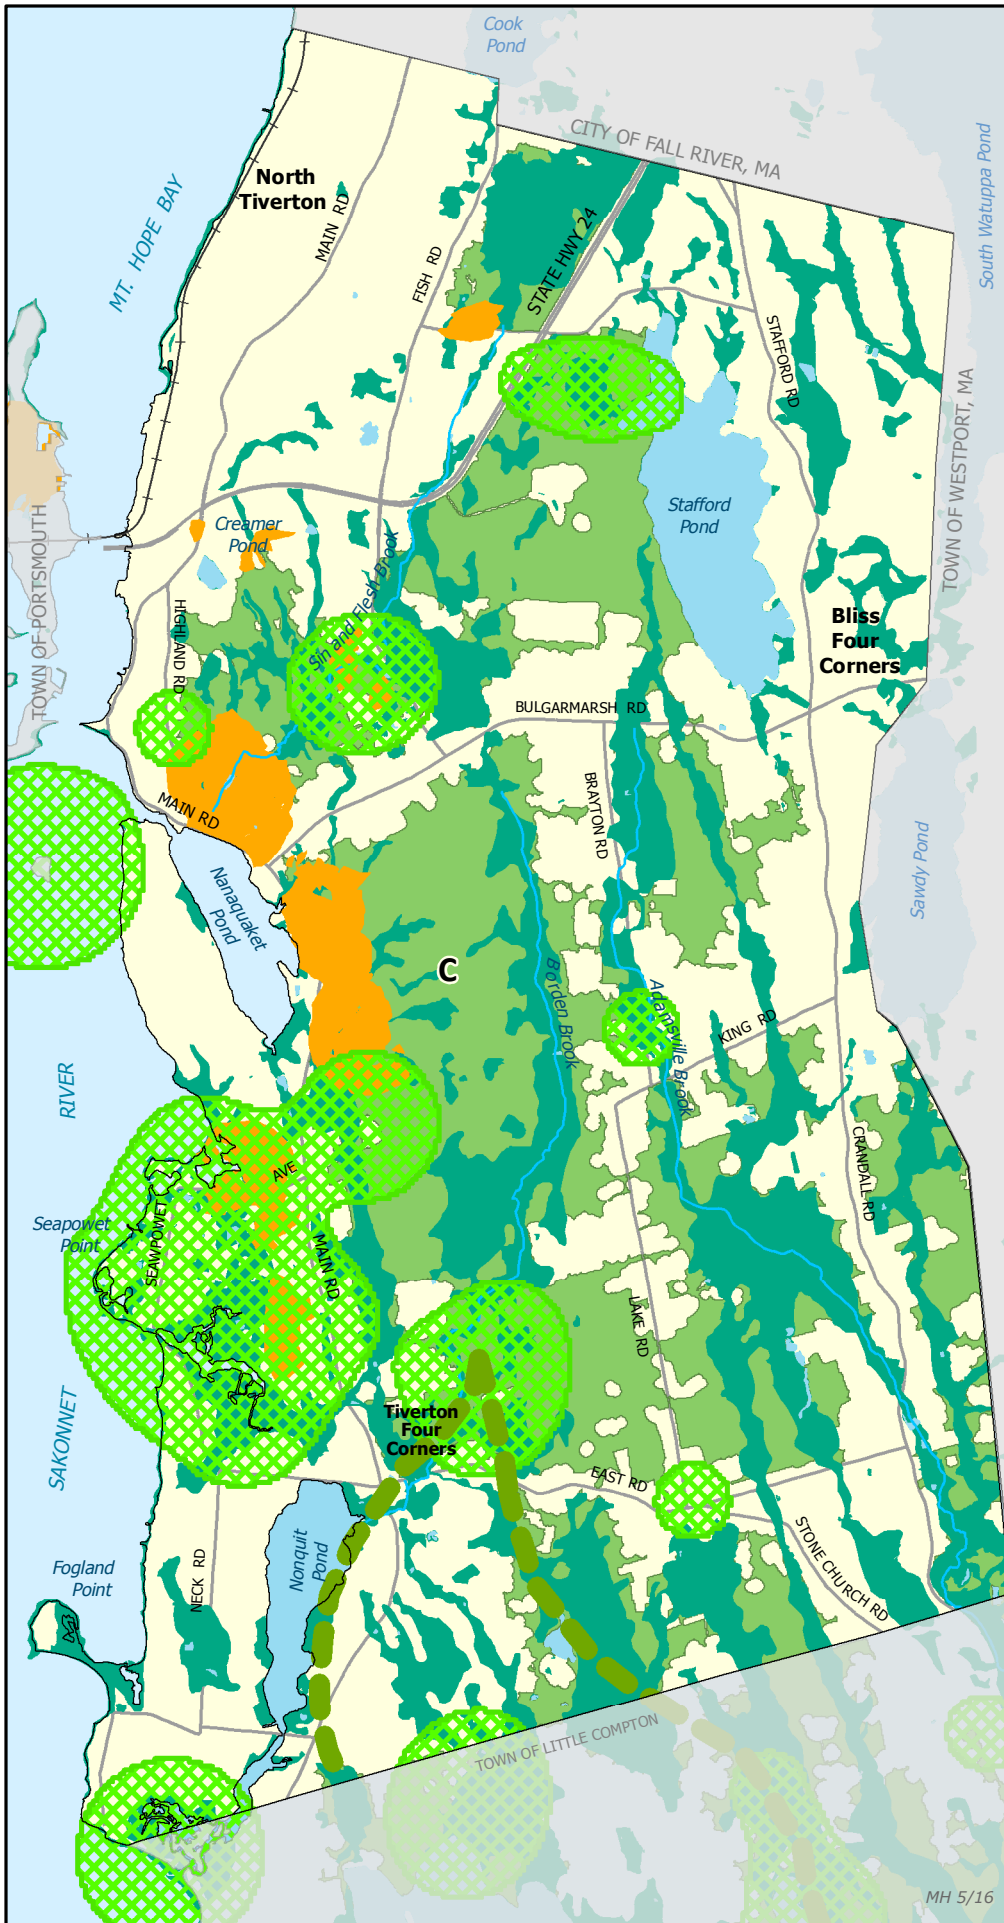 Cook
Pond
CITY OF FALL RIVER, MA
South Watuppa Pond
North
Tiverton
MT. HOPE BAY
MAIN RD
FISH RD
STATE HWY 24
STAFFORD RD
TOWN OF WESTPORT, MA
Stafford
Pond
Creamer
Pond
TOWN OF PORTSMOUTH
Sin and Flesh Brook
HIGHLAND RD
Bliss
Four
Corners
BULGARMARSH RD
BRAYTON RD
MAIN RD
Nanaquaket
Pond
Sawdy Pond
C
Borden Brook
Adamsville Brook
KING RD
RIVER
CRANDALL RD
AVE
SEAWPOWET
Seapowet
Point
MAIN RD
LAKE RD
SAKONNET
Tiverton
Four
Corners
EAST RD
STONE CHURCH RD
Nonquit
Pond
NECK RD
Fogland
Point
TOWN OF LITTLE COMPTON
MH 5/16